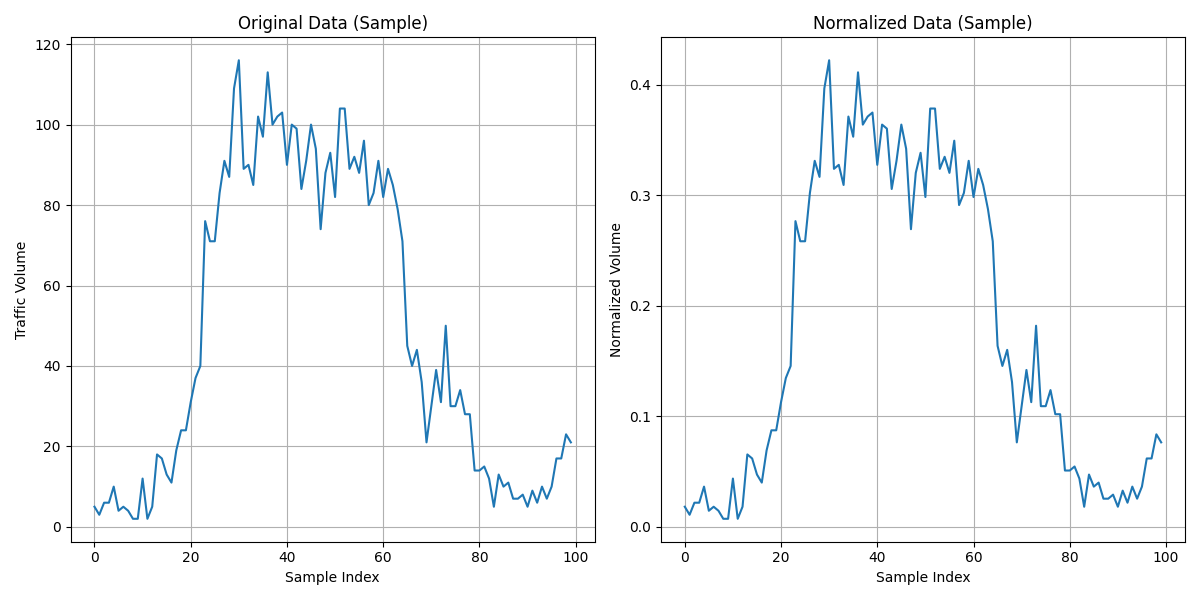 Original Data (Sample)
Traffic Volume
120
100
80
60
40
20
0
0 20 40 60 80 100
Sample Index
Normalized Data (Sample)
Normalized Volume
0.4
0.3
0.2
0.1
0.0
0 20 40 60 80 100
Sample Index